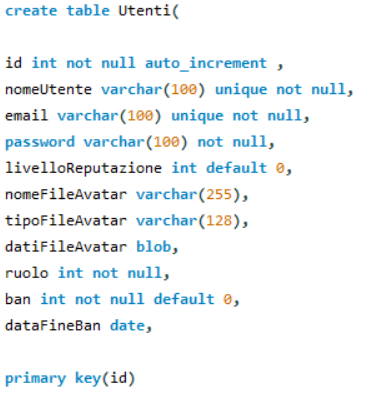 create table Utenti(
id int not null auto_increment ,
nomeUtente varchar(100) unique not null,
email varchar(100) unique not null,
password varchar(100) not null,
livelloReputazione int default 0,
nomeFileAvatar varchar(255),
tipoFileAvatar varchar(128),
datiFileAvatar blob,
ruolo int not null,
ban int not null default 0,
dataFineBan date,
primary key(id)